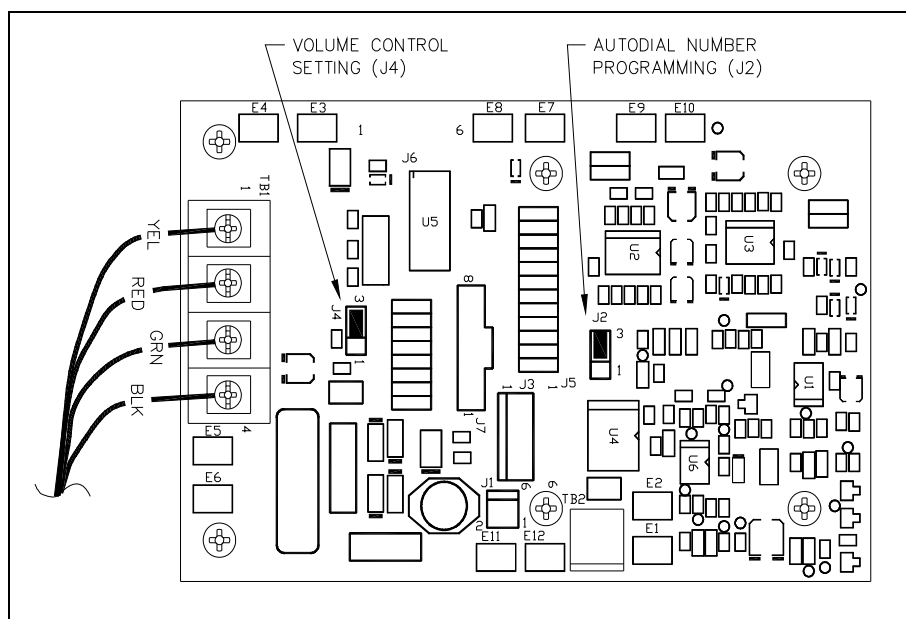 VOLUME CONTROL
SETTING (J4)
AUTODIAL NUMBER
PROGRAMMING (J2)
E4
E3
1
6
E8
E7
E9
E10
J6
TB1
1
YEL
U5
U2
U3
RED
8
3
J4
1
J2
3
1
GRN
BLK
4
1
J7
1
J3
1
J5
U1
U4
U6
E5
E6
J1
2
1
6
6
TB2
E2
E1
E11
E12